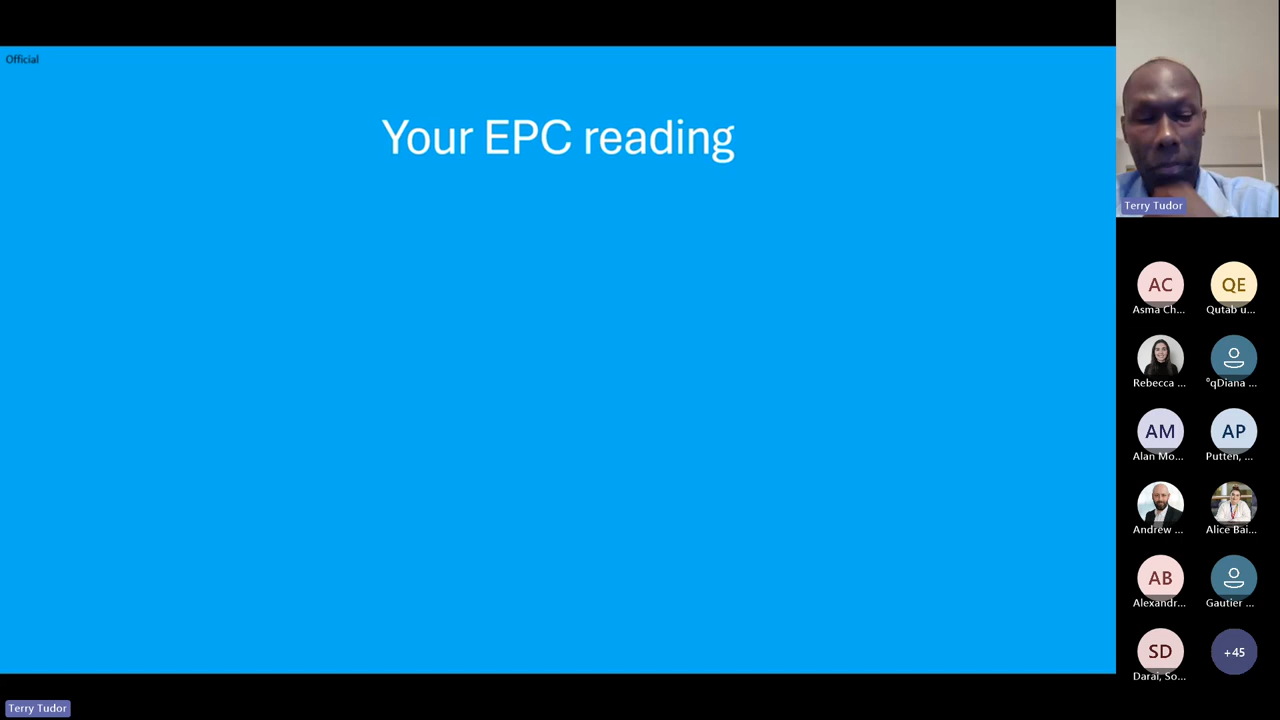 Official
Your EPC reading
Terry Tudor
AC
QE
Asma Ch...
Qutab u...
Rebecca ...
°qDiana ...
AM
AP
Alan Mo...
Putten, ...
Andrew ...
Alice Bai...
AB
Alexandr...
Gautier ...
SD
+45
Darai, So...
Terry Tudor